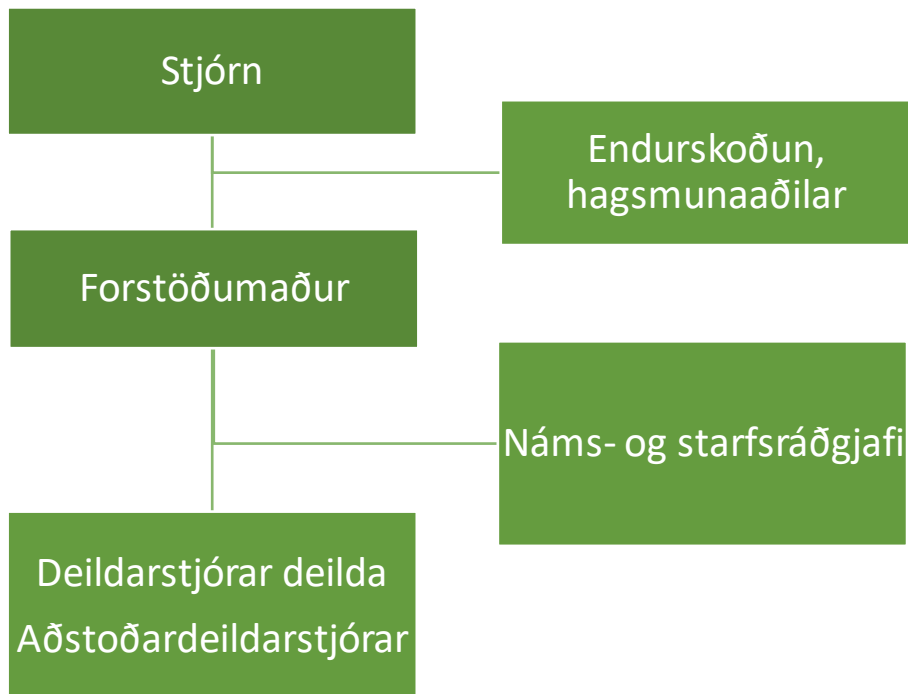 Stjórn
Endurskoðun,
hagsmunaaðilar
Forstöðumaður
Náms- og starfsráðgjafi
Deildarstjórar deilda
Aðstoðardeildarstjórar